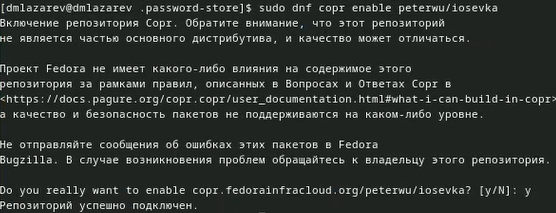 [dmlazarev@dmlazarev .password-store]$ sudo dnf copr enable peterwu/iosevka
Включение репозитория Copr. Обратите внимание, что этот репозиторий
не является частью основного дистрибутива, и качество может отличаться.
Проект Fedora не имеет какого-либо влияния на содержимое этого
репозитория за рамками правил, описанных в Вопросах и Ответах Copr в
<https://docs.pagure.org/copr.copr/user_documentation.html#what-i-can-build-in-copr>
а качество и безопасность пакетов не поддерживаются на каком-либо уровне.
Не отправляйте сообщения об ошибках этих пакетов в Fedora
Bugzilla. В случае возникновения проблем обращайтесь к владельцу этого репозитория.
Do you really want to enable copr.fedorainfracloud.org/peterwu/iosevka? [y/N]: y
Репозиторий успешно подключен.